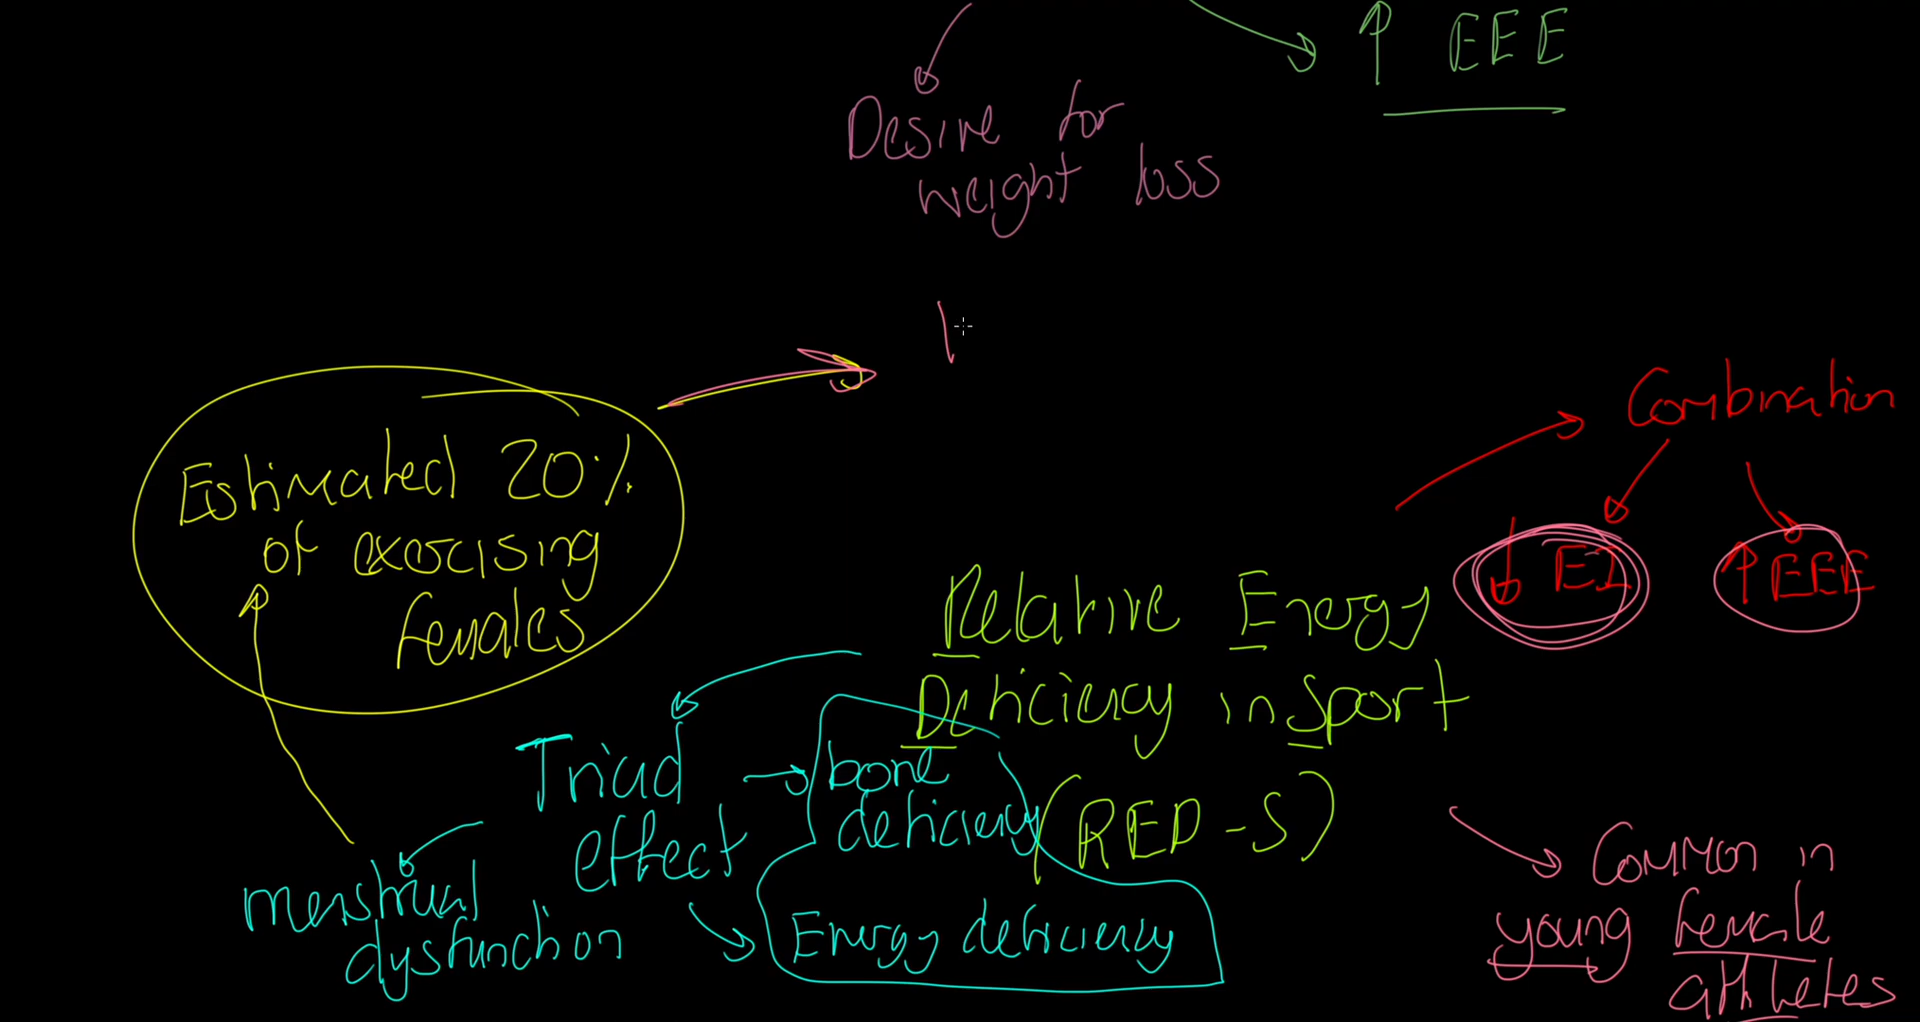 ↑ EEE
Desire for
weight loss
Estimated 20%
of exercising
females
Combination
↓ EI
↑ EEE
Relative Energy
Deficiency in Sport
(RED-S)
Triad
effect
bone
deficiency
menstrual
dysfunction
Energy deficiency
Common in
young female
athletes